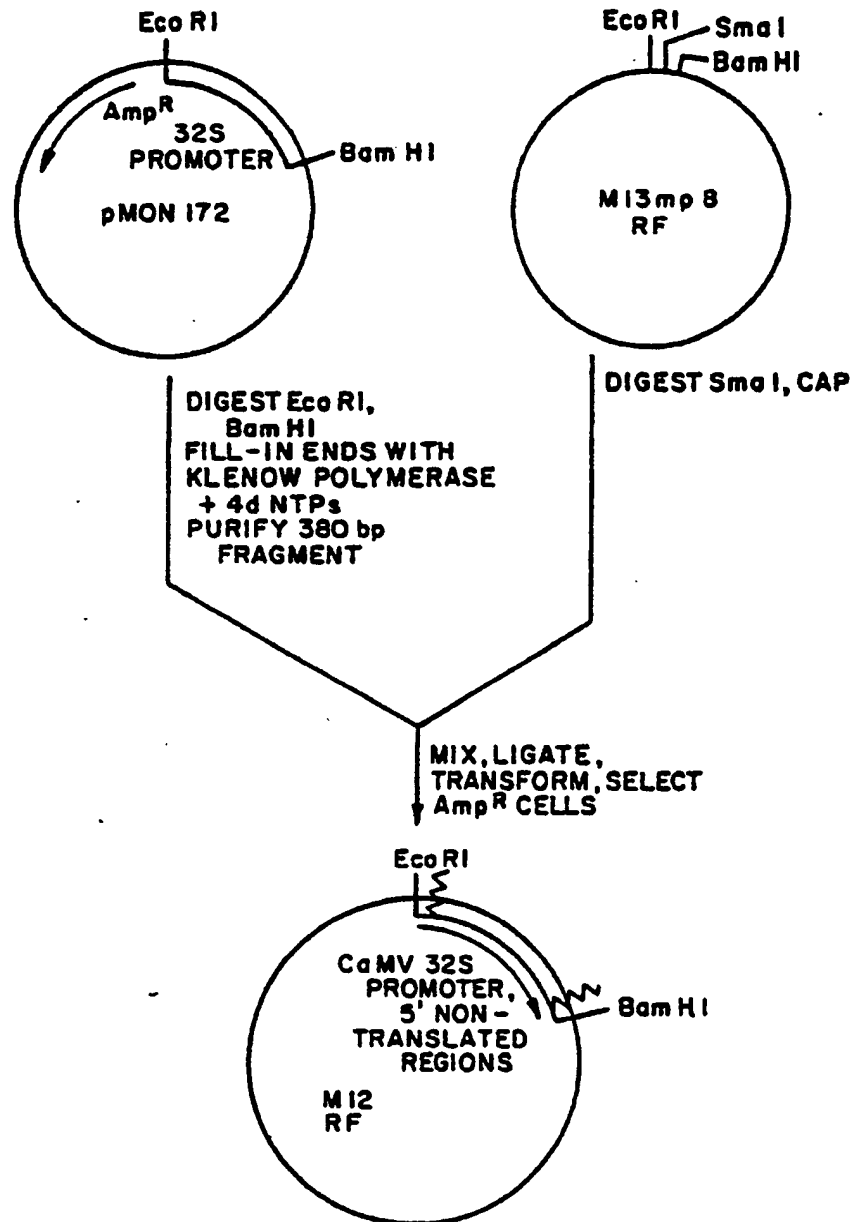 Eco RI
Amp R
32S
PROMOTER
Bam HI
pMON 172
Eco RI
Sma I
Bam HI
M13mp 8
RF
DIGEST Eco RI,
Bam HI
FILL-IN ENDS WITH
KLENOW POLYMERASE
+ 4d NTPs
PURIFY 380 bp
FRAGMENT
DIGEST Sma I, CAP
MIX, LIGATE,
TRANSFORM, SELECT
Amp R CELLS
Eco RI
CaMV 32S
PROMOTER,
5' NON-
TRANSLATED
REGIONS
Bam HI
M12
RF